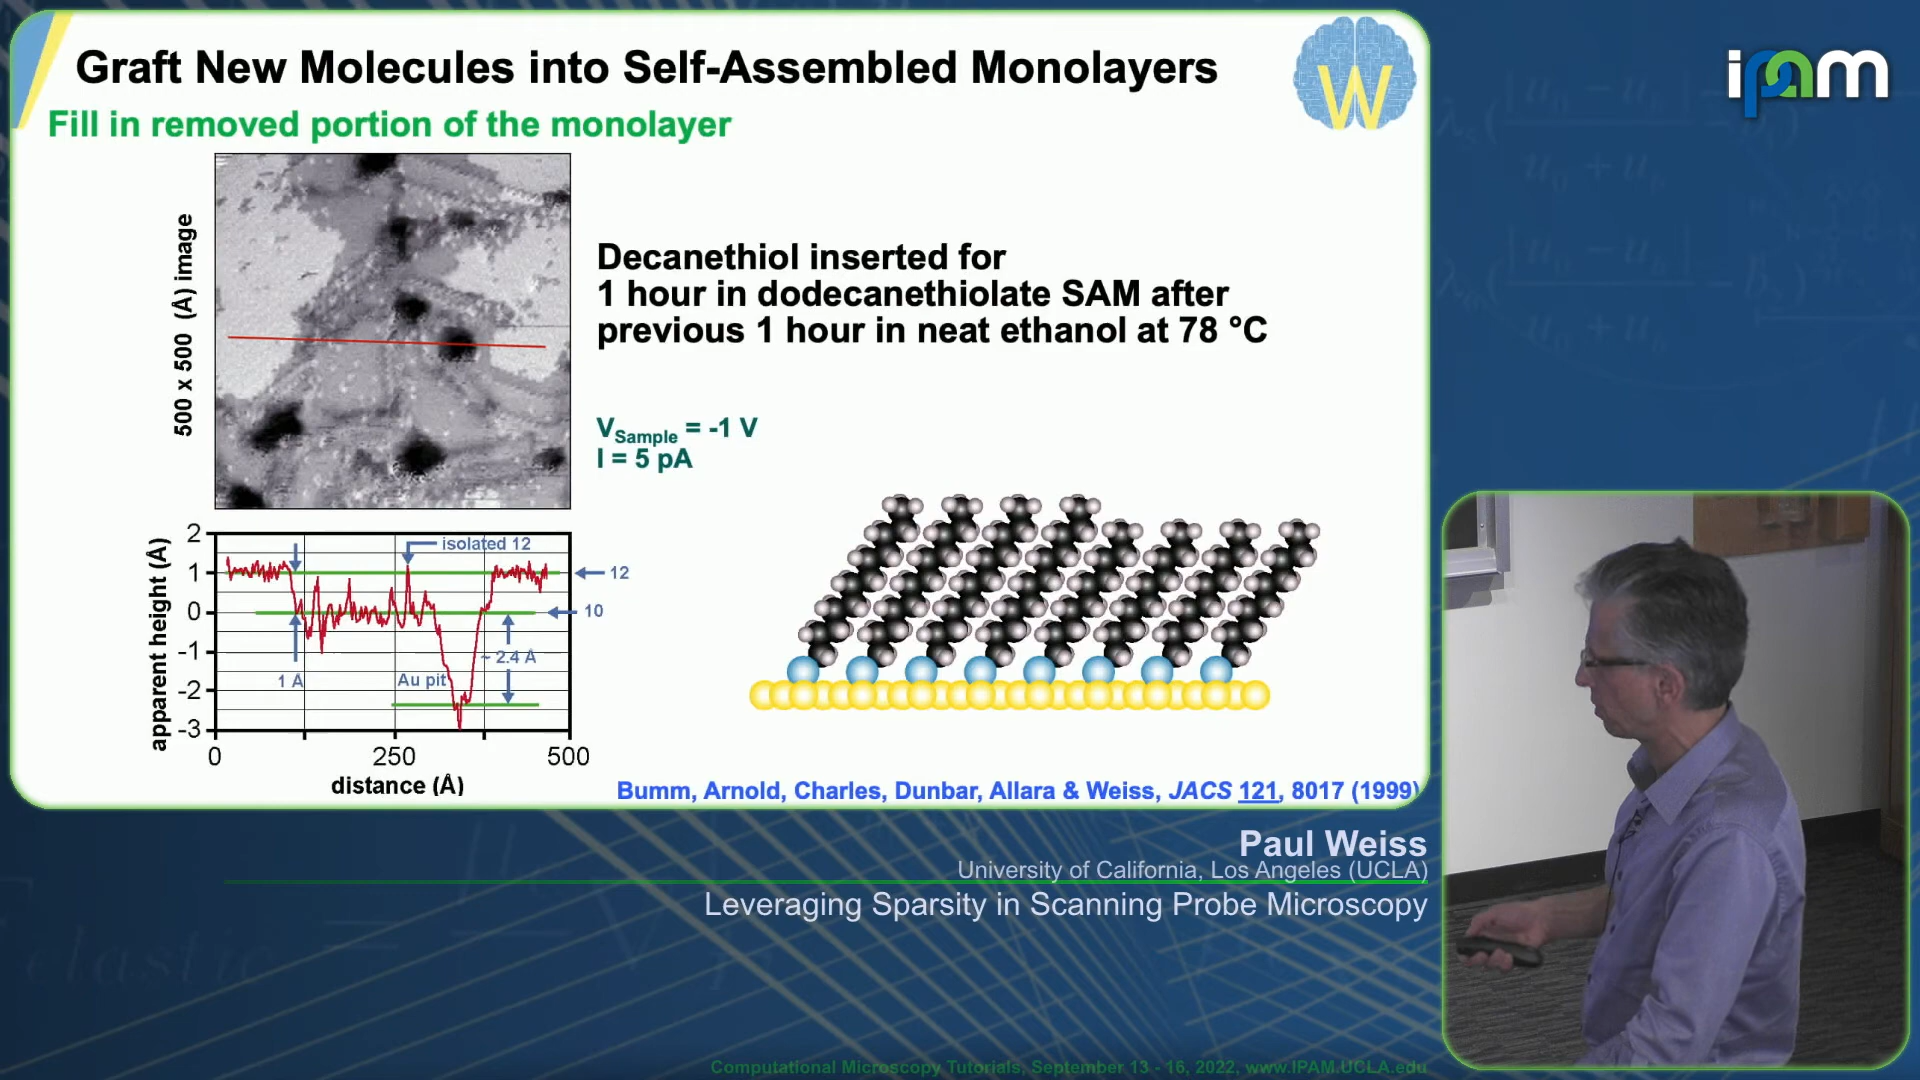 Graft New Molecules into Self-Assembled Monolayers
Fill in removed portion of the monolayer
W
ipam
500 x 500 (Å) image
Decanethiol inserted for
1 hour in dodecanethiolate SAM after
previous 1 hour in neat ethanol at 78 °C
VSample = -1 V
I = 5 pA
apparent height (Å)
2
1
0
-1
-2
-3
isolated 12
12
10
~ 2.4 Å
1 Å
Au pit
0
250
500
distance (Å)
Bumm, Arnold, Charles, Dunbar, Allara & Weiss, JACS 121, 8017 (1999)
Paul Weiss
University of California, Los Angeles (UCLA)
Leveraging Sparsity in Scanning Probe Microscopy
elastic
Computational Microscopy Tutorials, September 13 - 16, 2022, www.IPAM.UCLA.edu